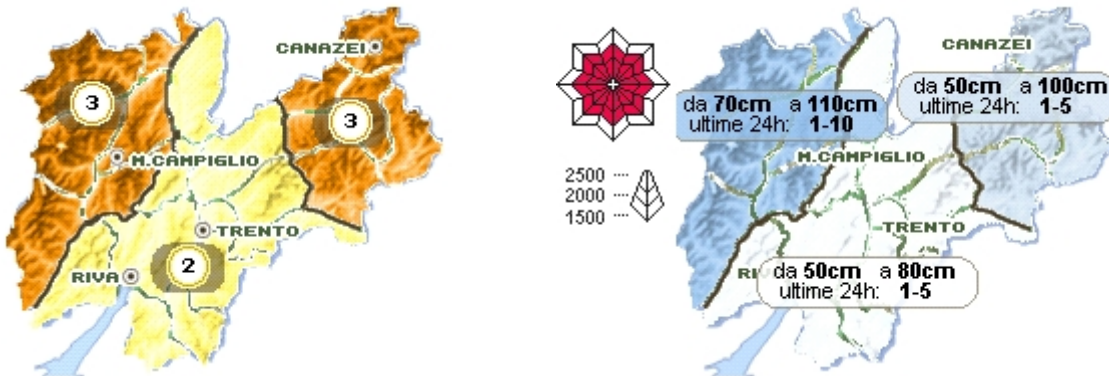 CANAZEI
3
3
M.CAMPIGLIO
TRENTO
2
RIVA
CANAZEI
da 50cm a 100cm
ultime 24h: 1-5
da 70cm a 110cm
ultime 24h: 1-10
M.CAMPIGLIO
2500
2000
1500
TRENTO
da 50cm a 80cm
ultime 24h: 1-5